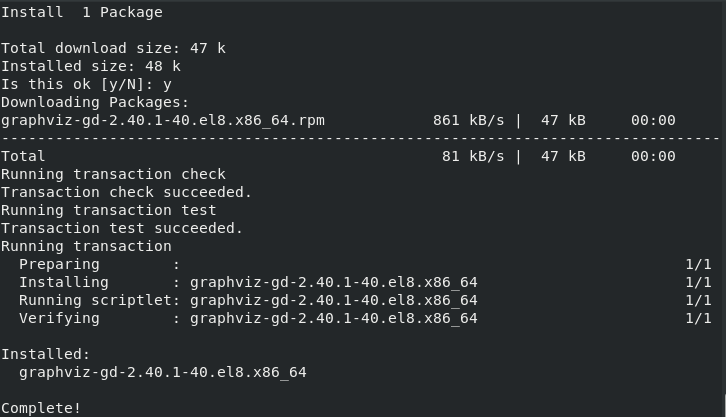 Install  1 Package
Total download size: 47 k
Installed size: 48 k
Is this ok [y/N]: y
Downloading Packages:
graphviz-gd-2.40.1-40.el8.x86_64.rpm            861 kB/s |  47 kB     00:00
--------------------------------------------------------------------------------
Total                                            81 kB/s |  47 kB     00:00
Running transaction check
Transaction check succeeded.
Running transaction test
Transaction test succeeded.
Running transaction
  Preparing        :                                                        1/1
  Installing       : graphviz-gd-2.40.1-40.el8.x86_64                       1/1
  Running scriptlet: graphviz-gd-2.40.1-40.el8.x86_64                       1/1
  Verifying        : graphviz-gd-2.40.1-40.el8.x86_64                       1/1
Installed:
  graphviz-gd-2.40.1-40.el8.x86_64
Complete!